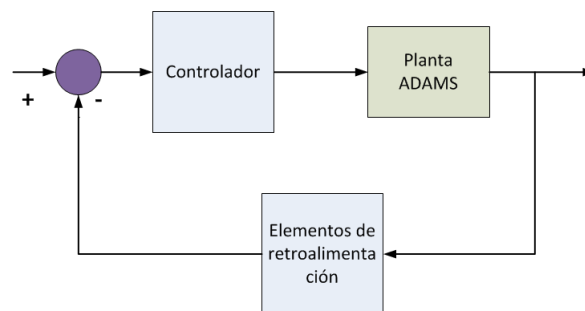 Controlador
Planta
ADAMS
+
-
Elementos de
retroalimenta
ción